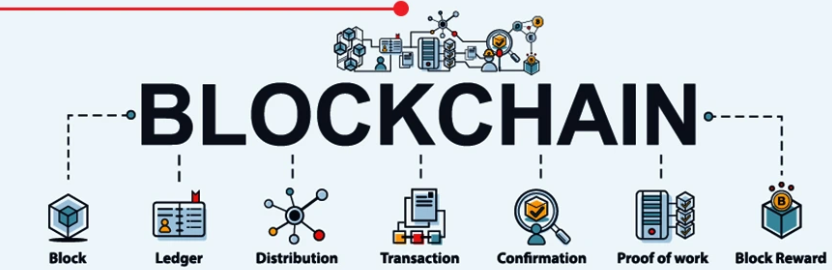 BLOCKCHAIN
Block Ledger Distribution Transaction Confirmation Proof of work Block Reward